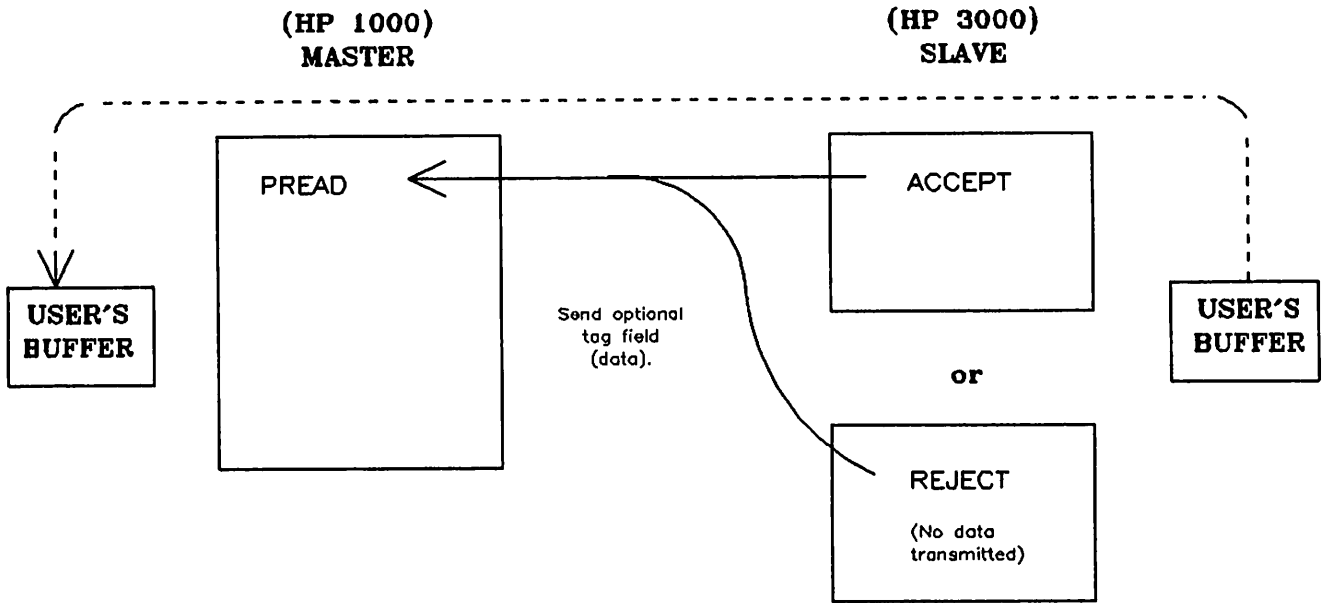 (HP 1000)
MASTER
(HP 3000)
SLAVE
PREAD
ACCEPT
USER'S
BUFFER
Send optional
tag field
(data).
USER'S
BUFFER
or
REJECT
(No data
transmitted)